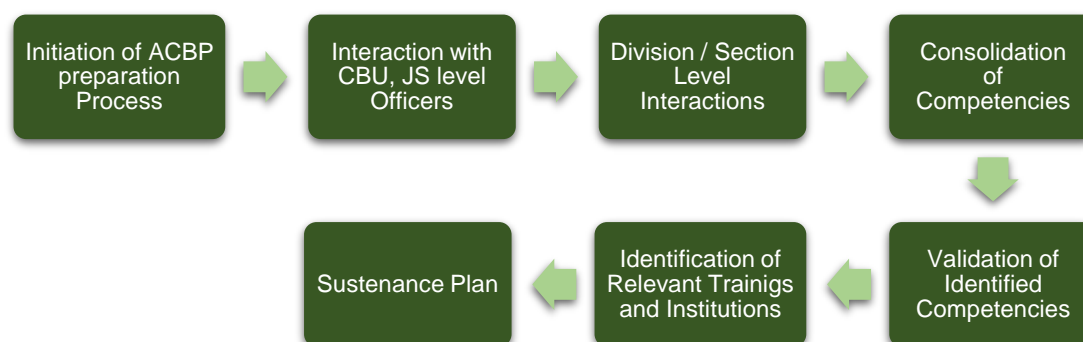 Initiation of ACBP
preparation
Process
Interaction with
CBU, JS level
Officers
Division / Section
Level
Interactions
Consolidation
of
Competencies
Validation of
Identified
Competencies
Identification of
Relevant Trainigs
and Institutions
Sustenance Plan